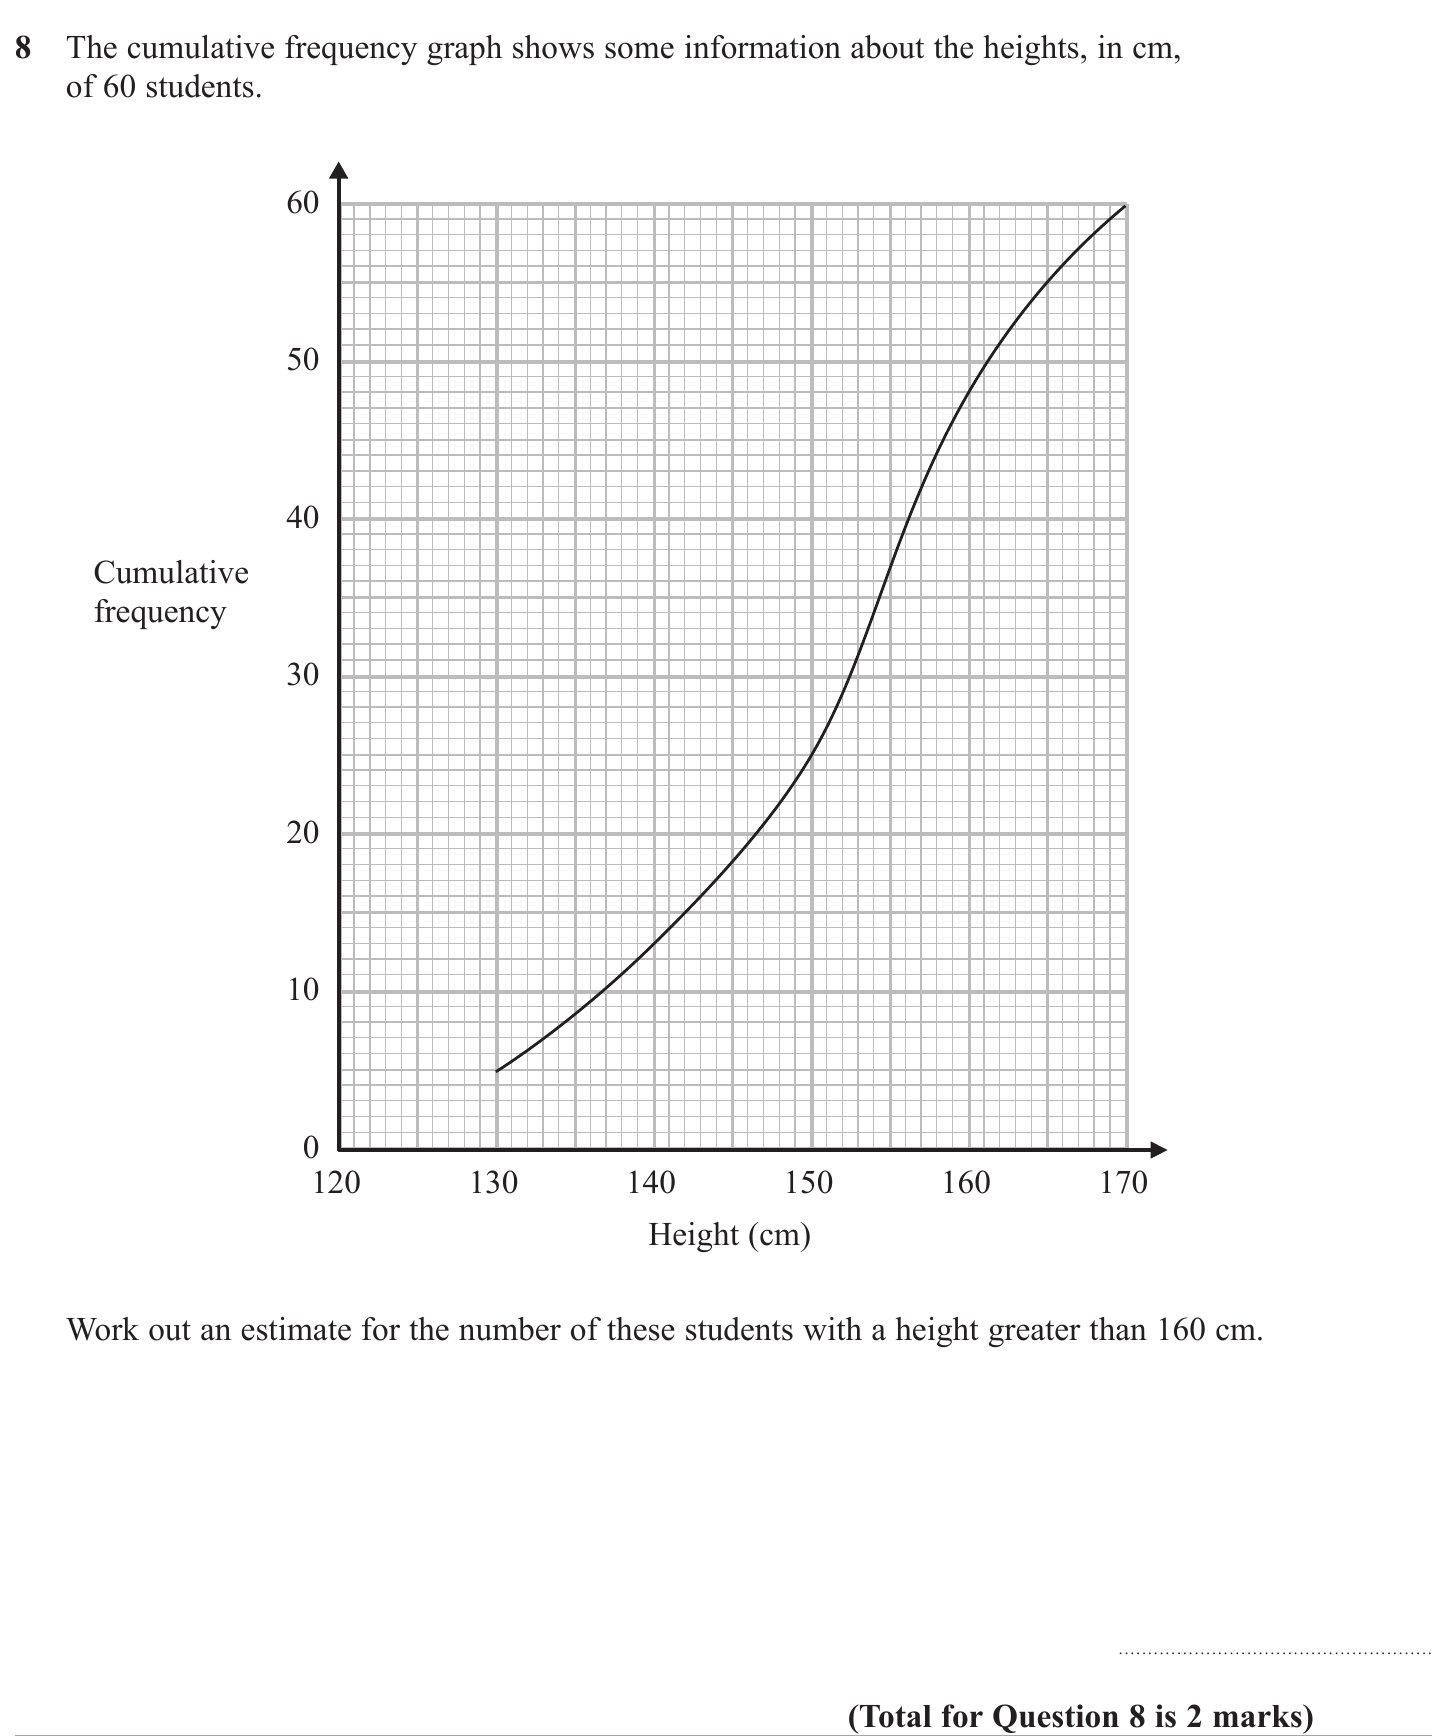 8 The cumulative frequency graph shows some information about the heights, in cm,
of 60 students.
60
50
40
Cumulative
frequency
30
20
10
0
120 130 140 150 160 170
Height (cm)
Work out an estimate for the number of these students with a height greater than 160 cm.
(Total for Question 8 is 2 marks)